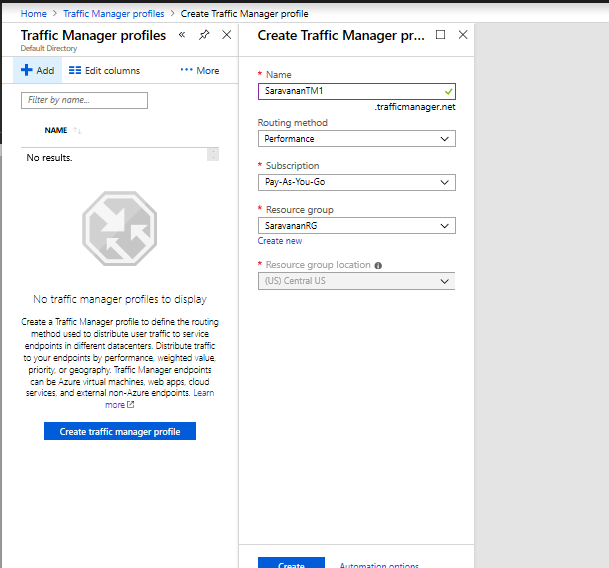 Home > Traffic Manager profiles > Create Traffic Manager profile
Traffic Manager profiles
Default Directory
Add Edit columns ··· More
Filter by name...
NAME
No results.
No traffic manager profiles to display
Create a Traffic Manager profile to define the routing
method used to distribute user traffic to service
endpoints in different datacenters. Distribute traffic
to your endpoints by performance, weighted value,
priority, or geography. Traffic Manager endpoints
can be Azure virtual machines, web apps, cloud
services, and external non-Azure endpoints. Learn
more
Create traffic manager profile
Create Traffic Manager pr...
* Name
SaravananTM1
.trafficmanager.net
Routing method
Performance
* Subscription
Pay-As-You-Go
* Resource group
SaravananRG
Create new
* Resource group location
(US) Central US
Create Automation options